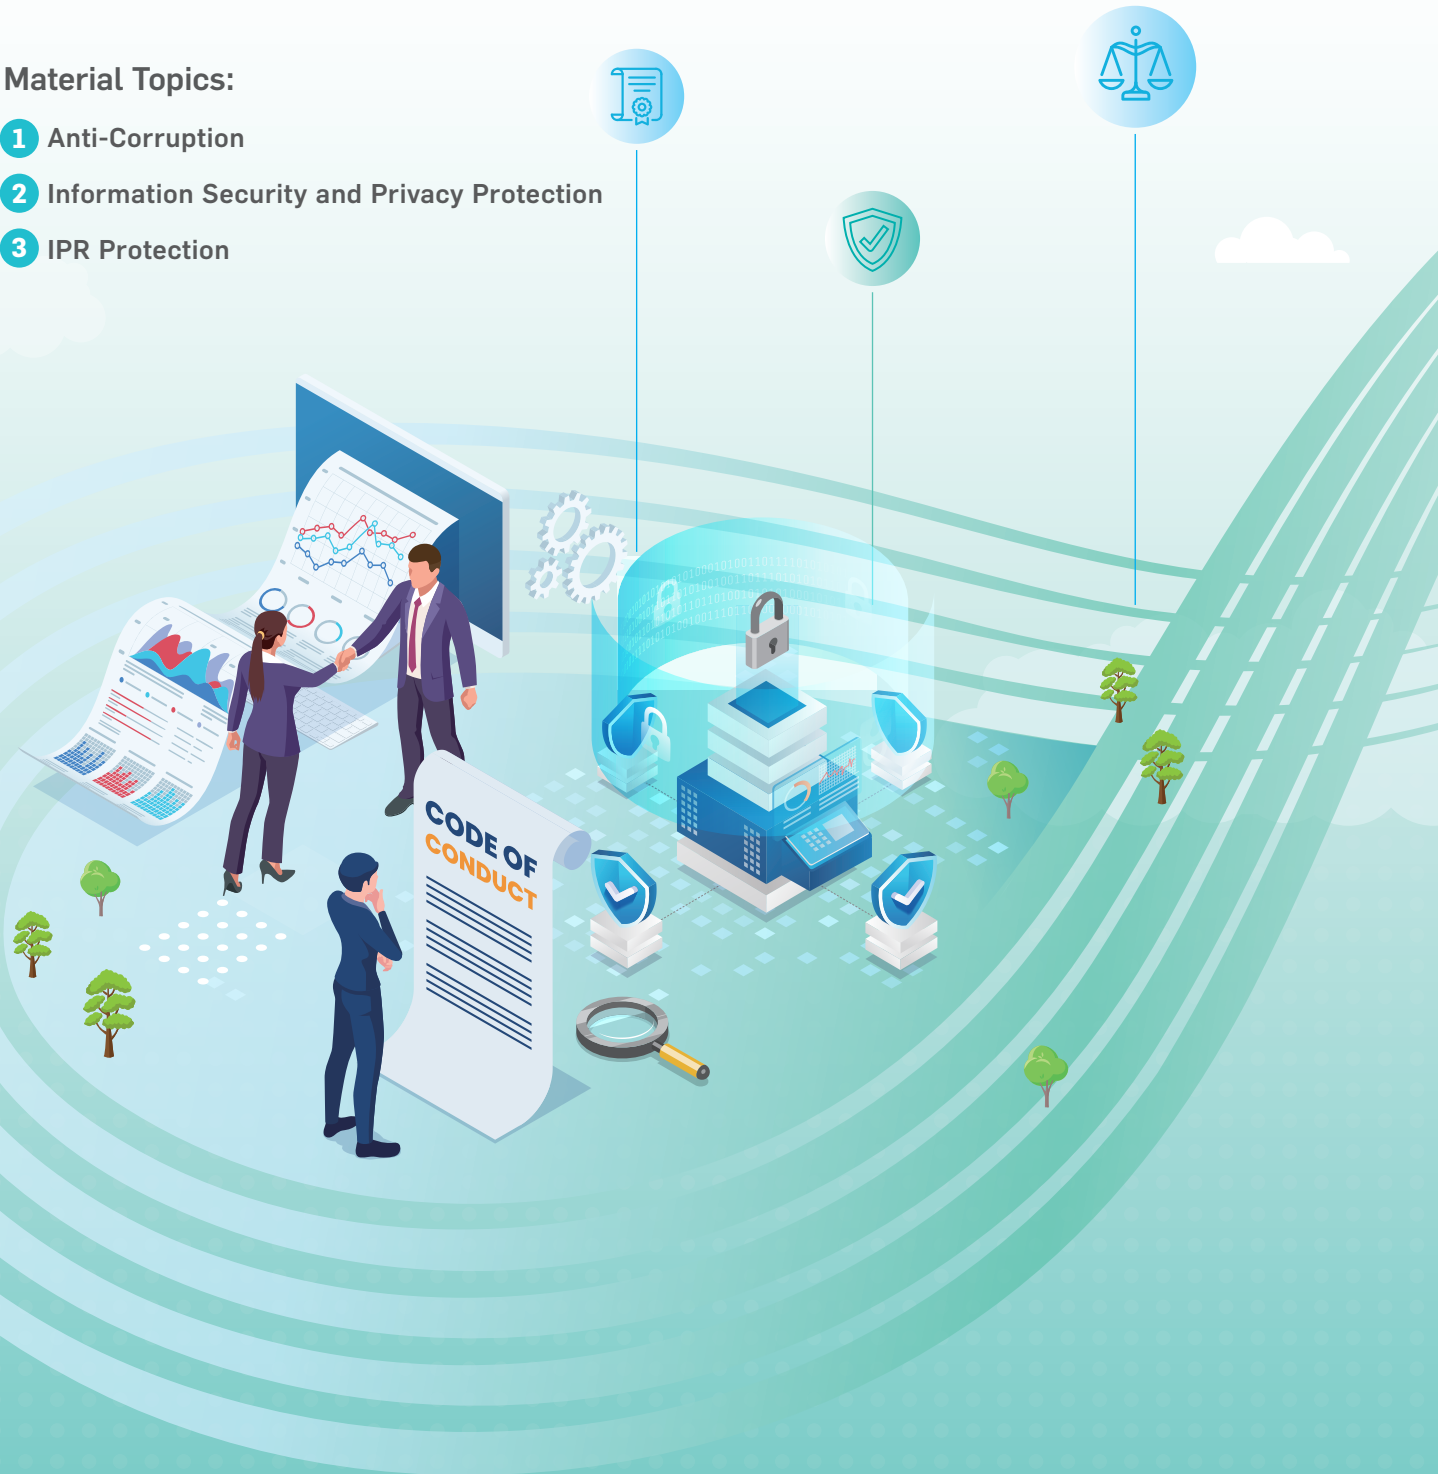 Material Topics:
1 Anti-Corruption
2 Information Security and Privacy Protection
3 IPR Protection
CODE OF
CONDUCT